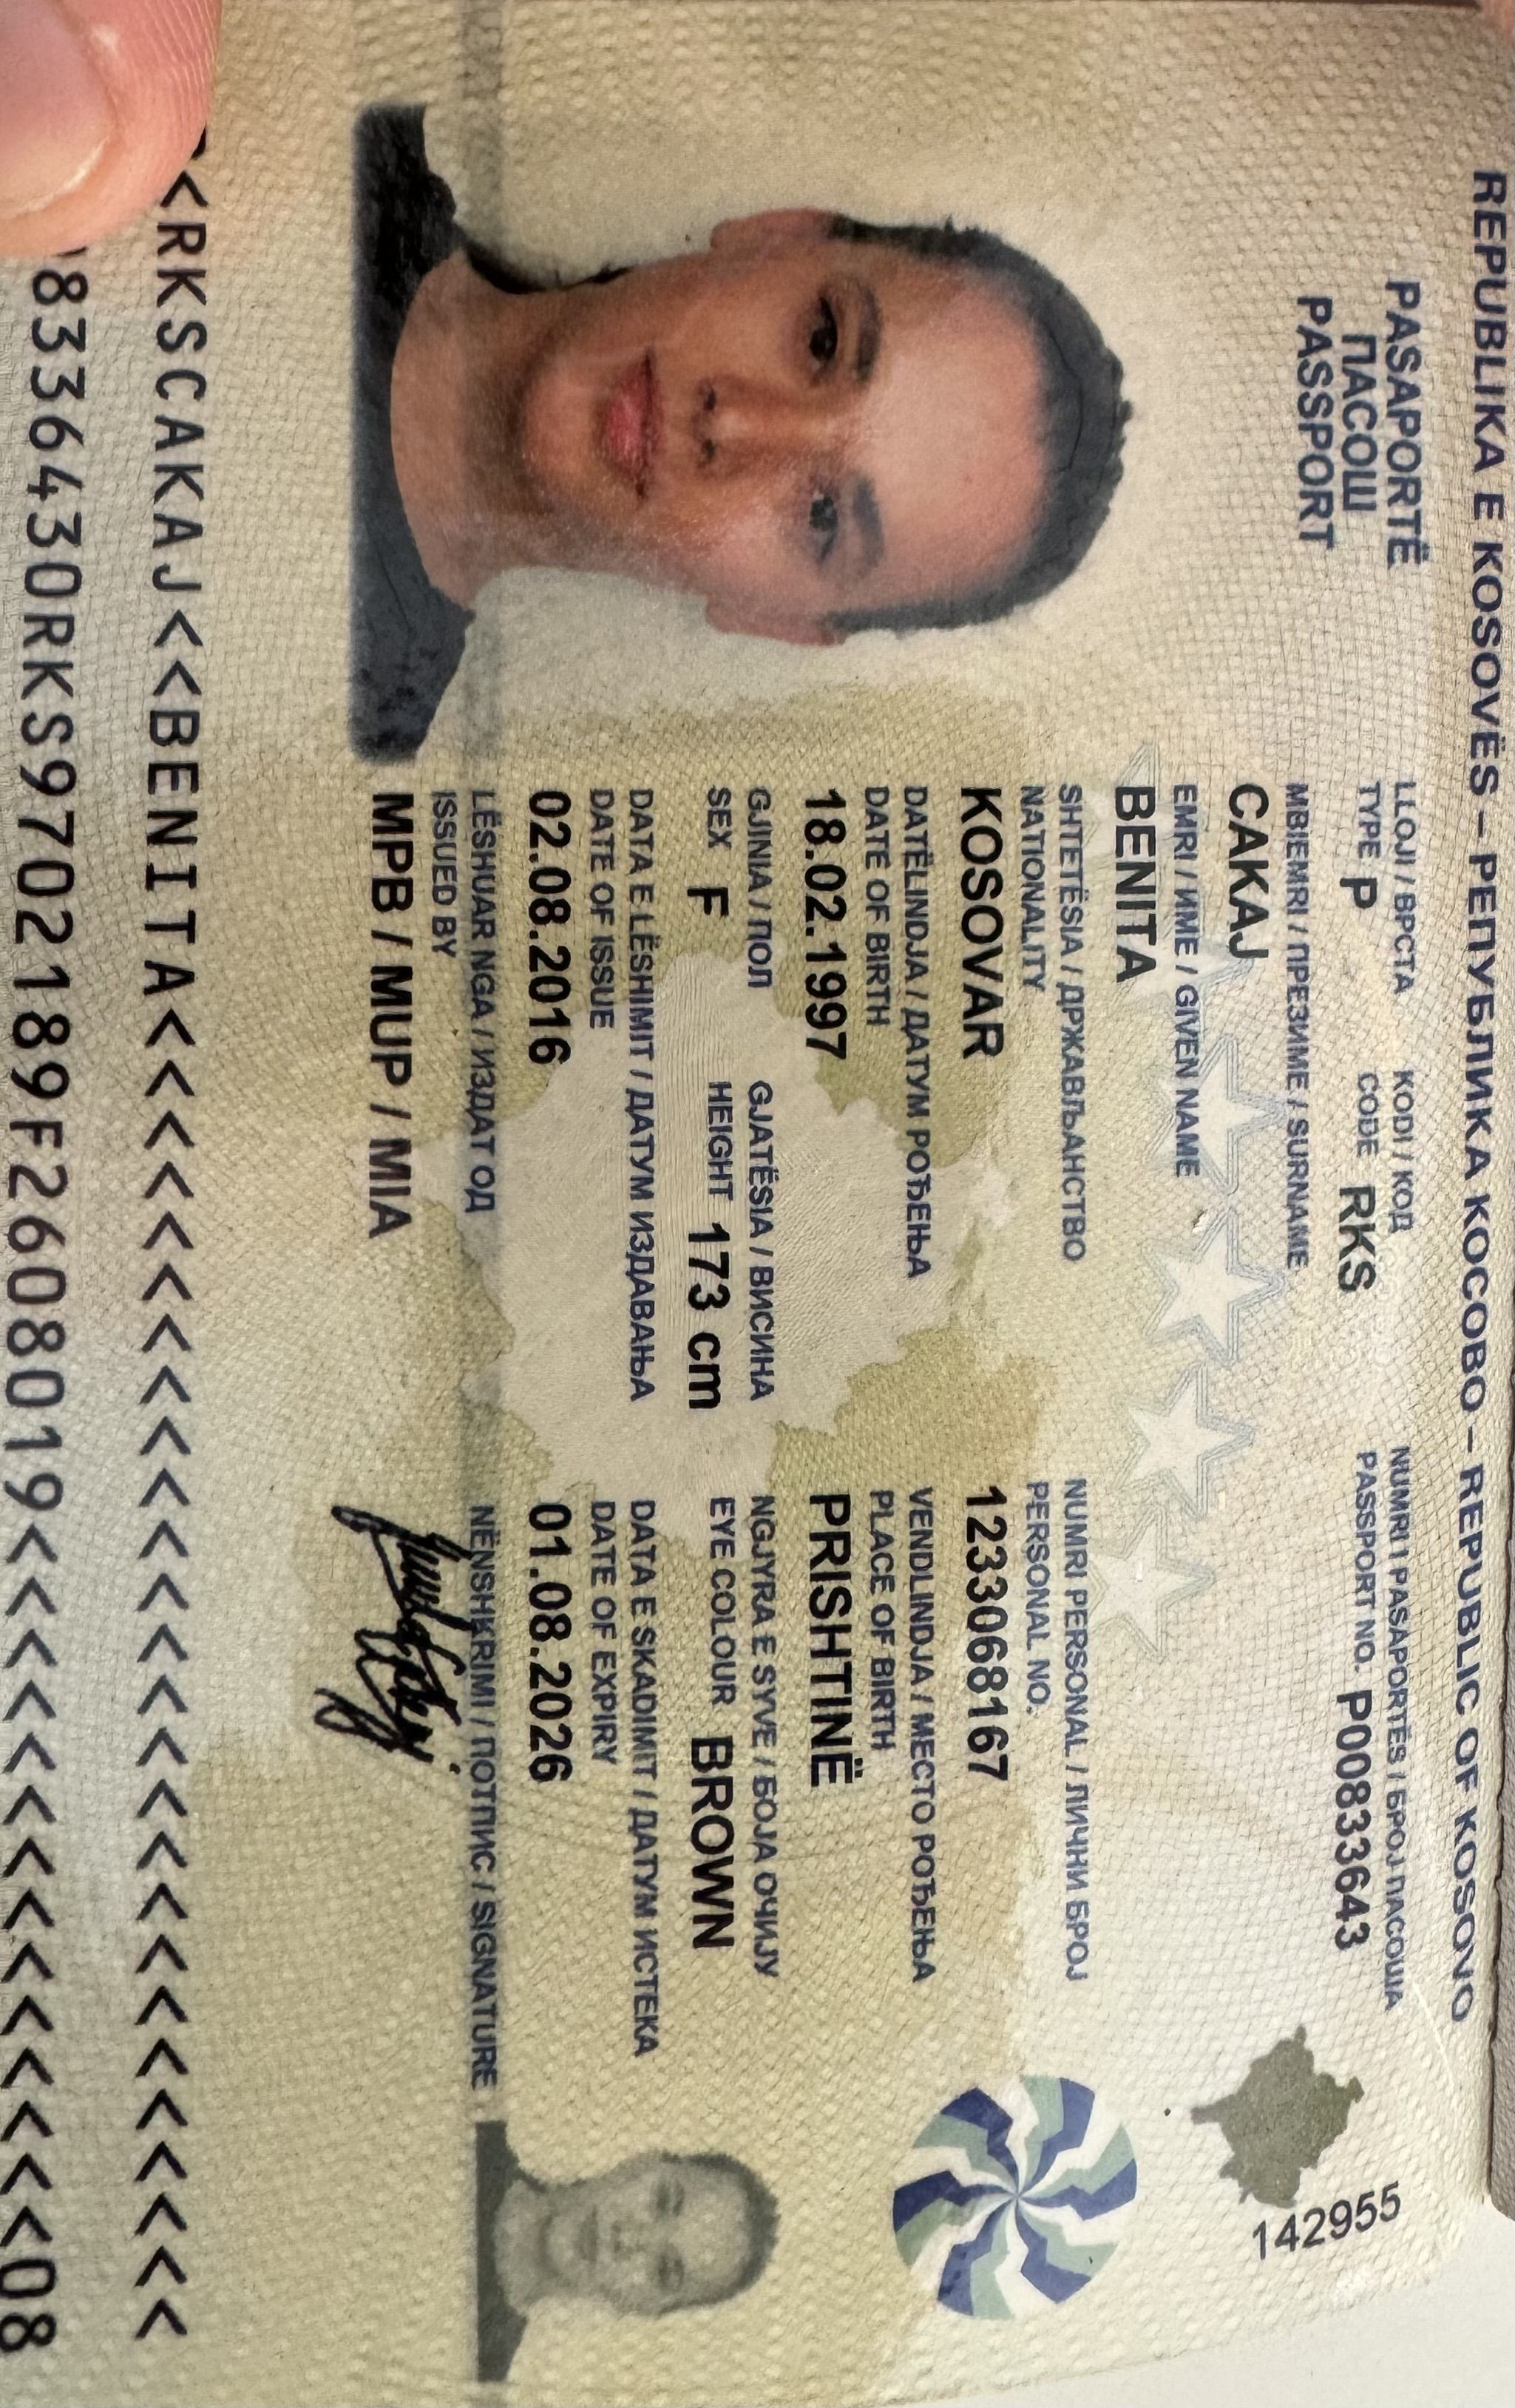 REPUBLIKA E KOSOVËS – РЕПУБЛИКА КОСОВО – REPUBLIC OF KOSOVO
PASAPORTË
ПАСОШ
PASSPORT
LLOJI / ВРСТА
TYPE P
KODI / КОД
CODE RKS
NUMRI I PASAPORTËS / БРОЈ ПАСОША
PASSPORT NO. P00833643
MBIEMRI / ПРЕЗИМЕ / SURNAME
CAKAJ
EMRI / ИМЕ / GIVEN NAME
BENITA
SHTETËSIA / ДРЖАВЉАНСТВО
NATIONALITY
KOSOVAR
NUMRI PERSONAL / ЛИЧНИ БРОЈ
PERSONAL NO.
1233068167
DATËLINDJA / ДАТУМ РОЂЕЊА
DATE OF BIRTH
18.02.1997
VENDLINDJA / МЕСТО РОЂЕЊА
PLACE OF BIRTH
PRISHTINË
GJINIA / ПОЛ
SEX F
GJATËSIA / ВИСИНА
HEIGHT 173 cm
NGJYRA E SYVE / БОЈА ОЧИЈУ
EYE COLOUR BROWN
DATA E LËSHIMIT / ДАТУМ ИЗДАВАЊА
DATE OF ISSUE
02.08.2016
DATA E SKADIMIT / ДАТУМ ИСТЕКА
DATE OF EXPIRY
01.08.2026
LËSHUAR NGA / ИЗДАТ ОД
ISSUED BY
MPB / MUP / MIA
NËNSHKRIMI / ПОТПИС / SIGNATURE
142955
<RKSCAKAJ<<BENITA<<<<<<<<<<<<<<<<<<<<<<<<<<
8336430RKS9702189F2608019<<<<<<<<<<<<<<08